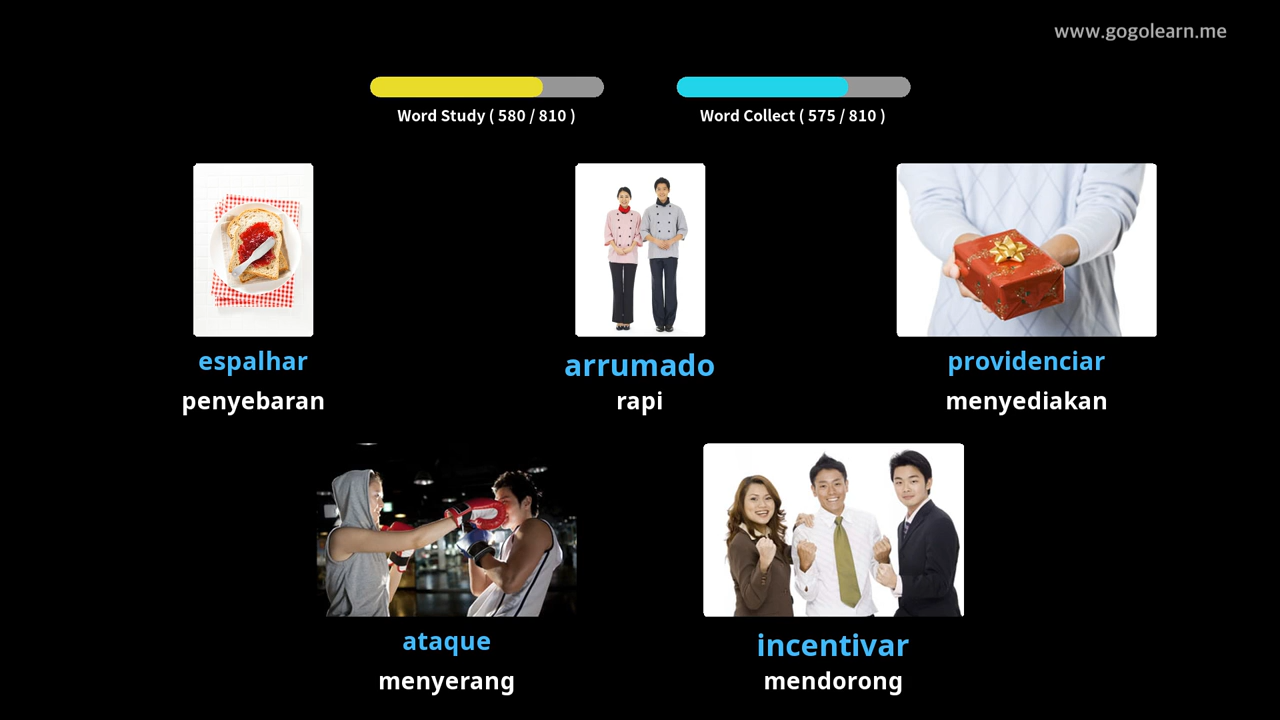 www.gogolearn.me
Word Study ( 580 / 810 )
Word Collect ( 575 / 810 )
espalhar
penyebaran
arrumado
rapi
providenciar
menyediakan
ataque
menyerang
incentivar
mendorong